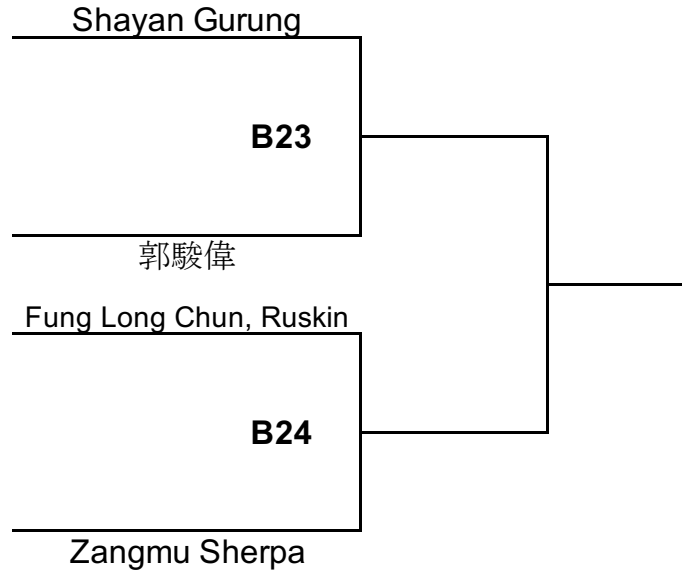 Shayan Gurung
B23
郭駿偉
Fung Long Chun, Ruskin
B24
Zangmu Sherpa